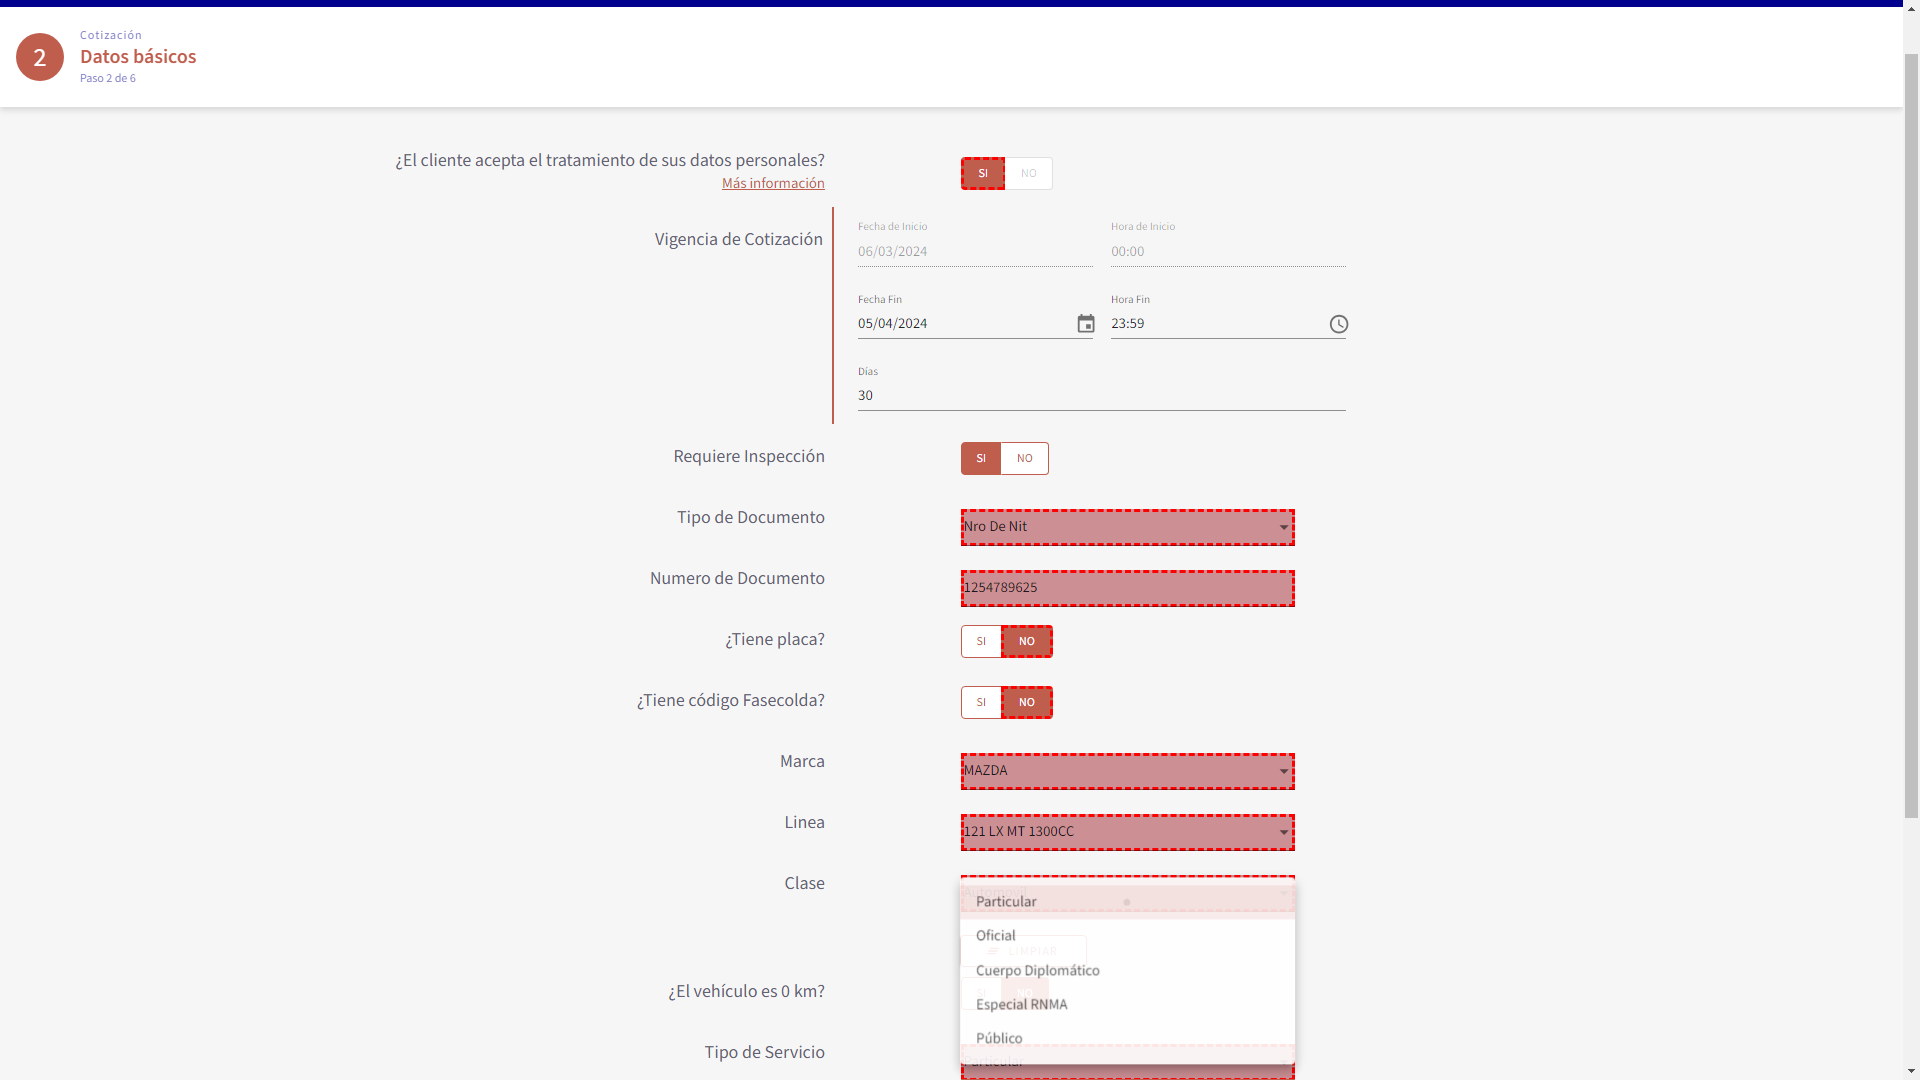 2
Cotización
Datos básicos
Paso 2 de 6
¿El cliente acepta el tratamiento de sus datos personales?
Más información
SI NO
Vigencia de Cotización
Fecha de Inicio Hora de Inicio
06/03/2024 00:00
Fecha Fin Hora Fin
05/04/2024 23:59
Días
30
Requiere Inspección SI NO
Tipo de Documento Nro De Nit
Numero de Documento 1254789625
¿Tiene placa? SI NO
¿Tiene código Fasecolda? SI NO
Marca MAZDA
Linea 121 LX MT 1300CC
Clase Automovil
Particular
Oficial
LIMPIAR
Cuerpo Diplomático
¿El vehículo es 0 km? SI NO
Especial RNMA
Público
Tipo de Servicio Particular